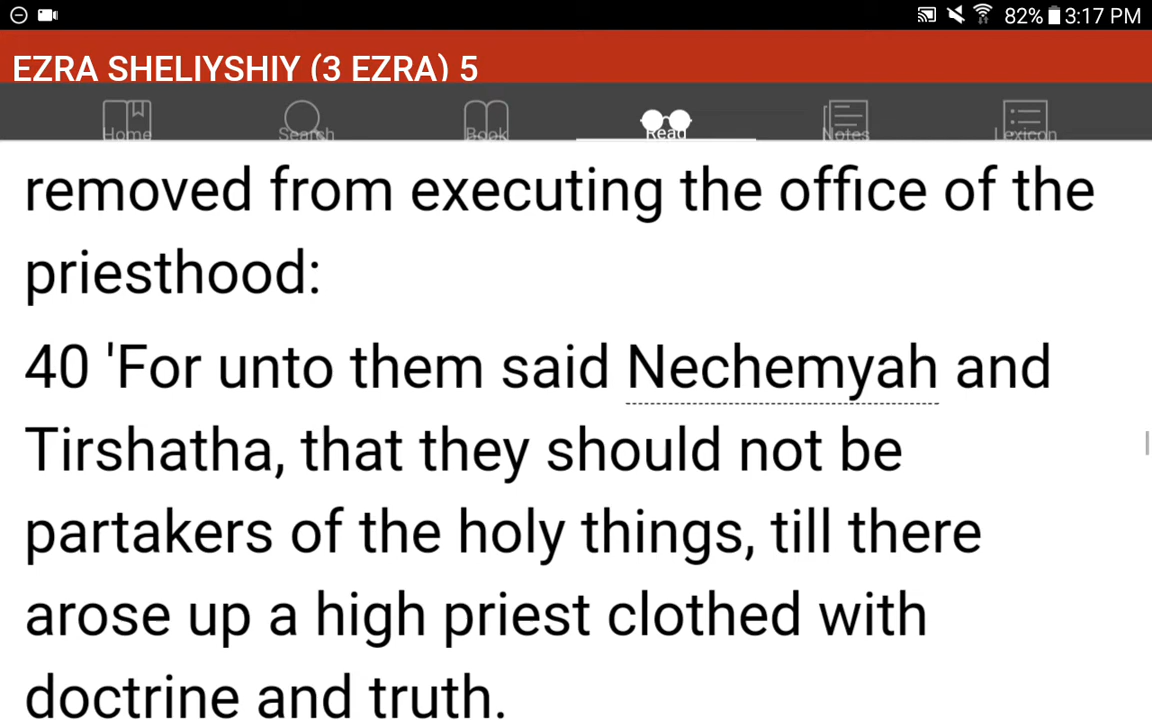 82% 3:17 PM
EZRA SHELIYSHIY (3 EZRA) 5
Home Search Book Read Notes Lexicon
removed from executing the office of the
priesthood:
40 'For unto them said Nechemyah and
Tirshatha, that they should not be
partakers of the holy things, till there
arose up a high priest clothed with
doctrine and truth.